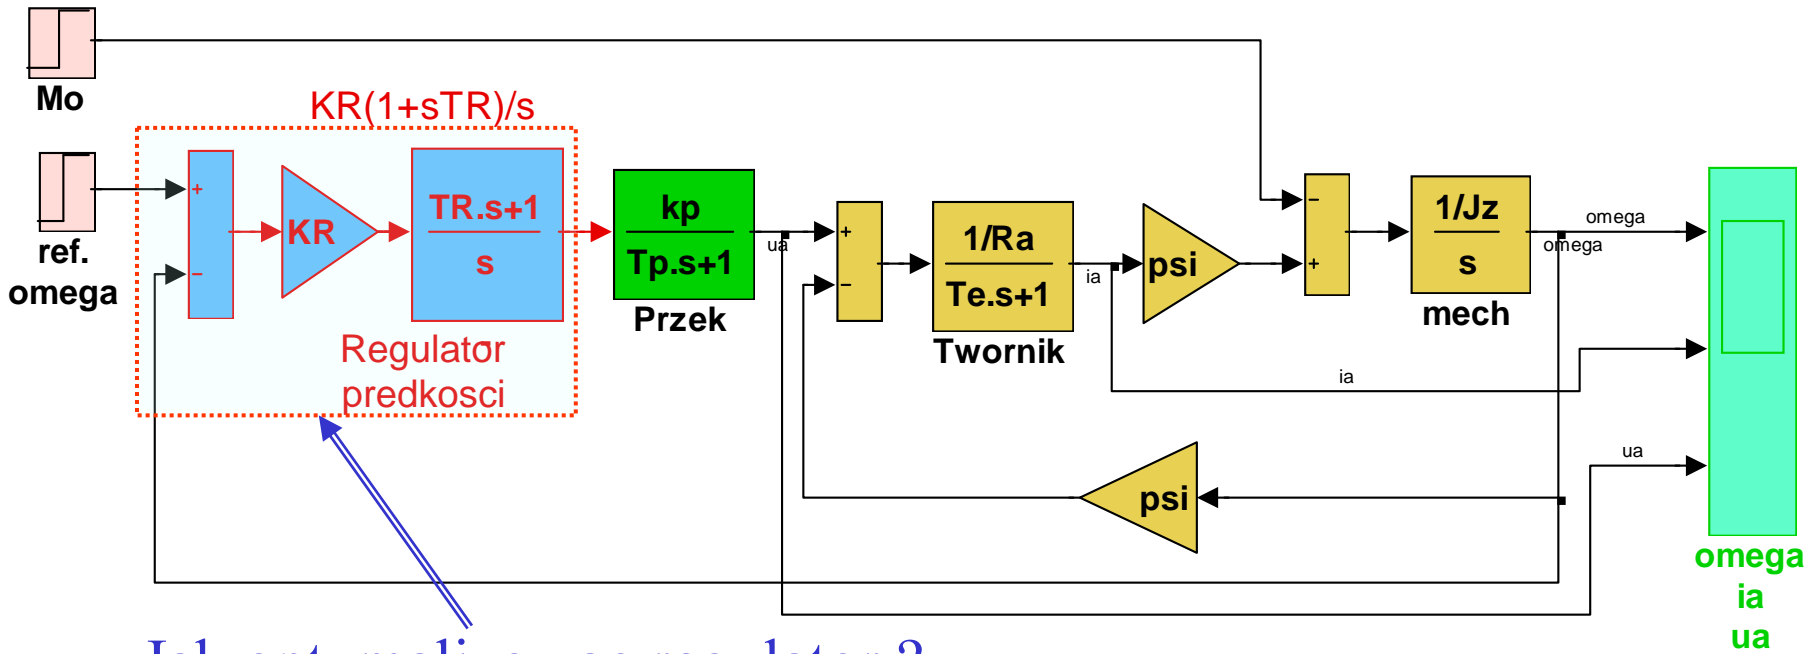 Mo
KR(1+sTR)/s
ref.
omega
+
−
KR
TR.s+1
s
Regulator
predkosci
kp
Tp.s+1
Przek
ua
+
−
1/Ra
Te.s+1
Twornik
ia
psi
−
+
1/Jz
s
mech
omega
omega
ia
psi
ua
omega
ia
ua